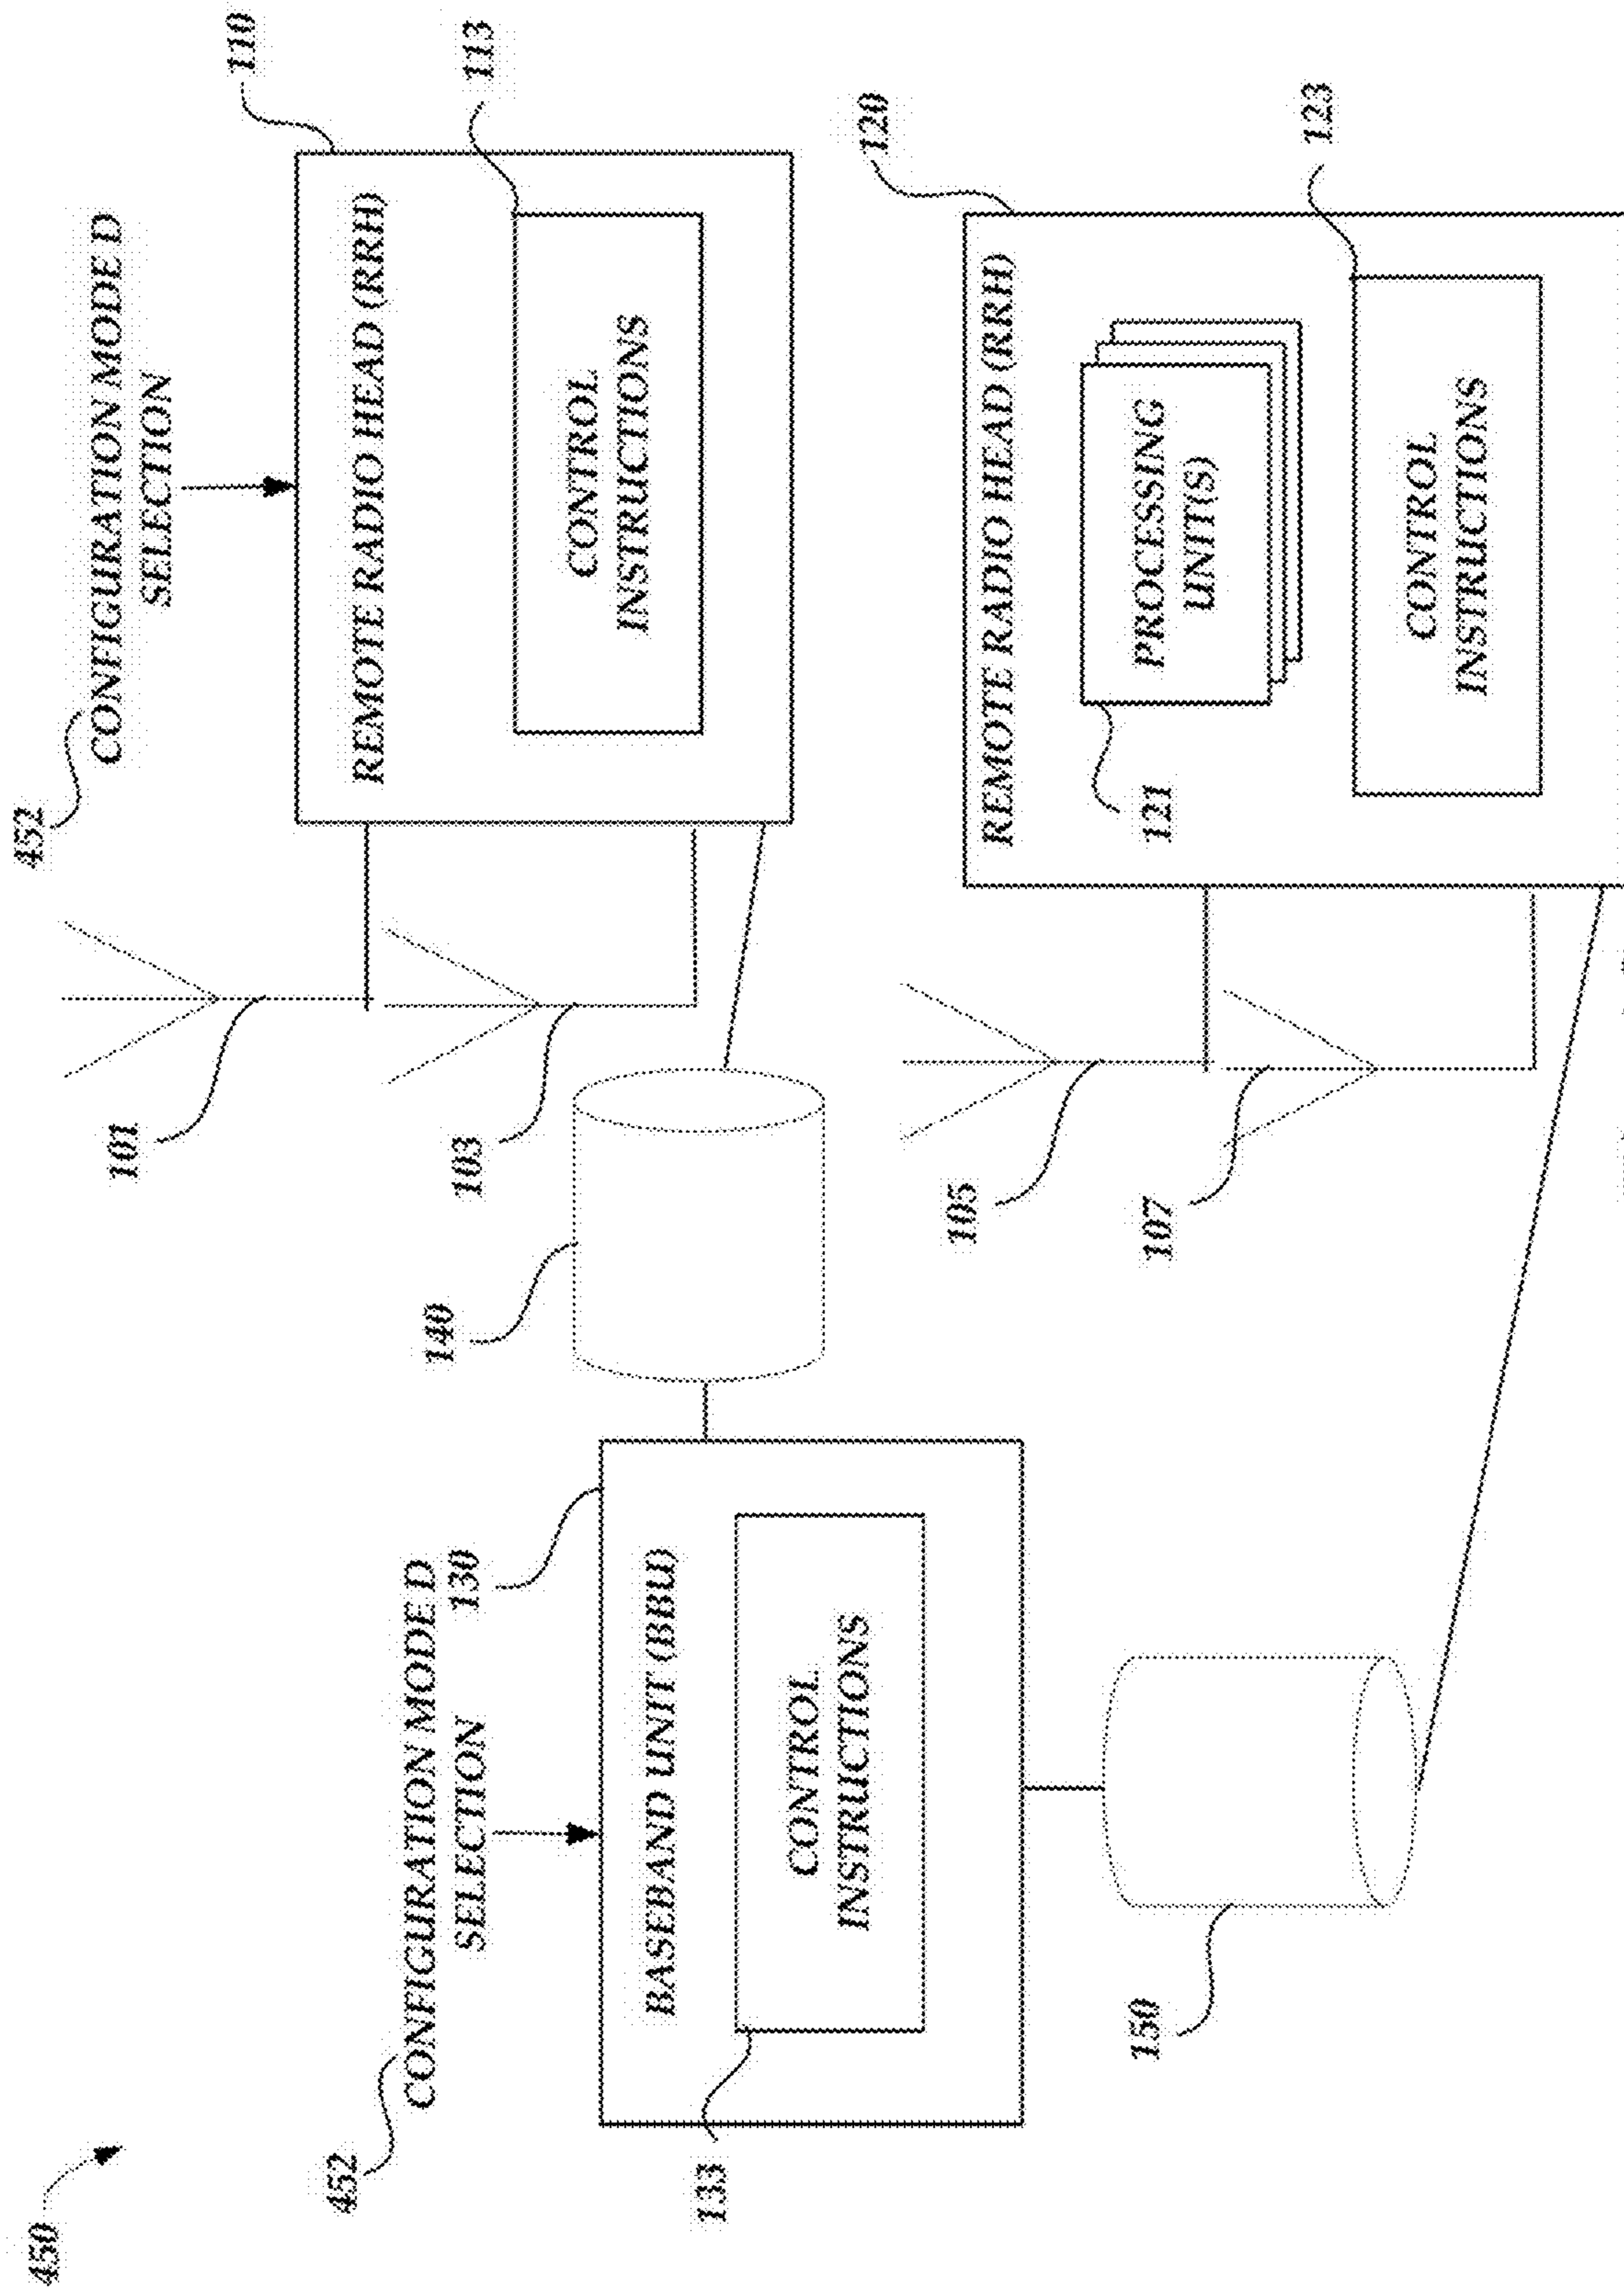 450
452
CONFIGURATION MODE D
SELECTION
130
BASEBAND UNIT (BBU)
CONTROL
INSTRUCTIONS
133
150
140
101
103
105
107
452
CONFIGURATION MODE D
SELECTION
110
REMOTE RADIO HEAD (RRH)
113
CONTROL
INSTRUCTIONS
120
REMOTE RADIO HEAD (RRH)
PROCESSING
UNIT(S)
121
123
CONTROL
INSTRUCTIONS